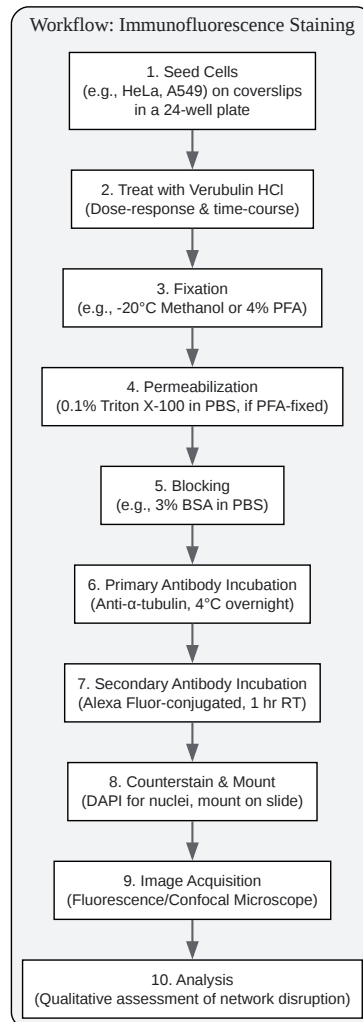 Workflow: Immunofluorescence Staining
1. Seed Cells
(e.g., HeLa, A549) on coverslips
in a 24-well plate
2. Treat with Verubulin HCl
(Dose-response & time-course)
3. Fixation
(e.g., -20°C Methanol or 4% PFA)
4. Permeabilization
(0.1% Triton X-100 in PBS, if PFA-fixed)
5. Blocking
(e.g., 3% BSA in PBS)
6. Primary Antibody Incubation
(Anti-α-tubulin, 4°C overnight)
7. Secondary Antibody Incubation
(Alexa Fluor-conjugated, 1 hr RT)
8. Counterstain & Mount
(DAPI for nuclei, mount on slide)
9. Image Acquisition
(Fluorescence/Confocal Microscope)
10. Analysis
(Qualitative assessment of network disruption)